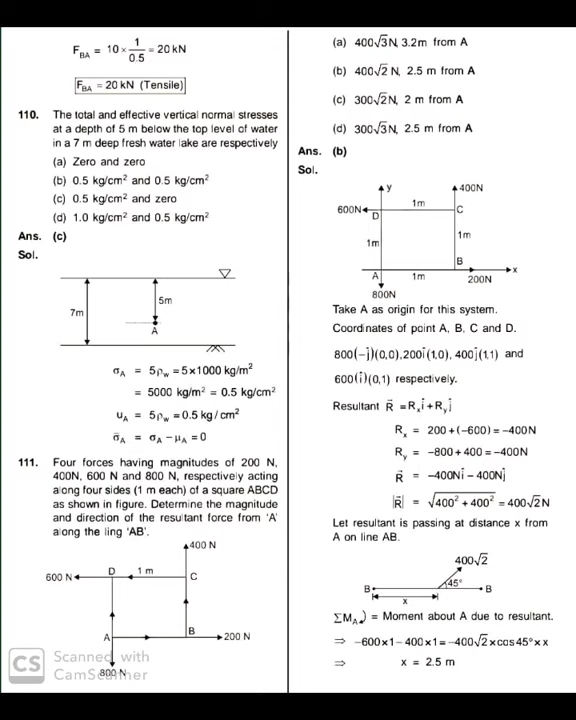 F_BA = 10 × 1/0.5 = 20 kN
F_BA = 20 kN (Tensile)
110. The total and effective vertical normal stresses
at a depth of 5 m below the top level of water
in a 7 m deep fresh water lake are respectively
(a) Zero and zero
(b) 0.5 kg/cm² and 0.5 kg/cm²
(c) 0.5 kg/cm² and zero
(d) 1.0 kg/cm² and 0.5 kg/cm²
Ans. (c)
Sol.
5m
7m
A
σ_A = 5ρ_w = 5×1000 kg/m²
= 5000 kg/m² = 0.5 kg/cm²
u_A = 5ρ_w = 0.5 kg/cm²
σ̄_A = σ_A − μ_A = 0
111. Four forces having magnitudes of 200 N,
400N, 600 N and 800 N, respectively acting
along four sides (1 m each) of a square ABCD
as shown in figure. Determine the magnitude
and direction of the resultant force from 'A'
along the ling 'AB'.
400 N
D 1 m
600 N C
A B 200 N
800 N
CS Scanned with
CamScanner
(a) 400√3 N, 3.2m from A
(b) 400√2 N, 2.5 m from A
(c) 300√2N, 2 m from A
(d) 300√3N, 2.5 m from A
Ans. (b)
Sol.
y 400N
600N 1m
D C
1m 1m
B
A 1m 200N x
800N
Take A as origin for this system.
Coordinates of point A, B, C and D.
800(−ĵ)(0,0),200î(1,0), 400ĵ(1,1) and
600(î)(0,1) respectively.
Resultant R⃗ = R_xî + R_yĵ
R_x = 200 + (−600) = −400N
R_y = −800 + 400 = −400N
R⃗ = −400Nî − 400Nĵ
|R⃗| = √(400² + 400²) = 400√2 N
Let resultant is passing at distance x from
A on line AB.
400√2
B 45° B
x
ΣM_A = Moment about A due to resultant.
⇒ −600×1−400×1=−400√2×cos45°×x
⇒ x = 2.5 m